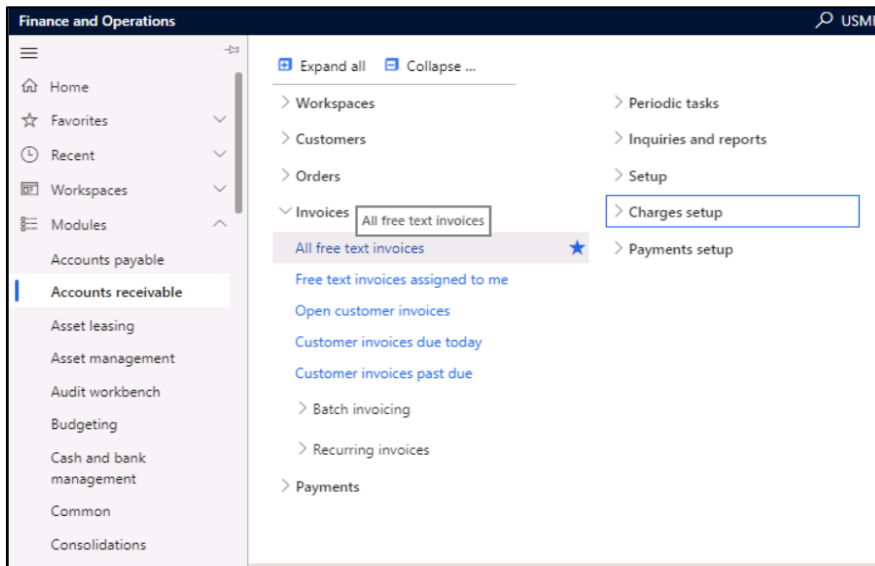 Finance and Operations
USMF
Expand all
Collapse ...
Home
Favorites
Recent
Workspaces
Modules
Accounts payable
Accounts receivable
Asset leasing
Asset management
Audit workbench
Budgeting
Cash and bank
management
Common
Consolidations
Workspaces
Customers
Orders
Invoices
All free text invoices
All free text invoices
Free text invoices assigned to me
Open customer invoices
Customer invoices due today
Customer invoices past due
Batch invoicing
Recurring invoices
Payments
Periodic tasks
Inquiries and reports
Setup
Charges setup
Payments setup